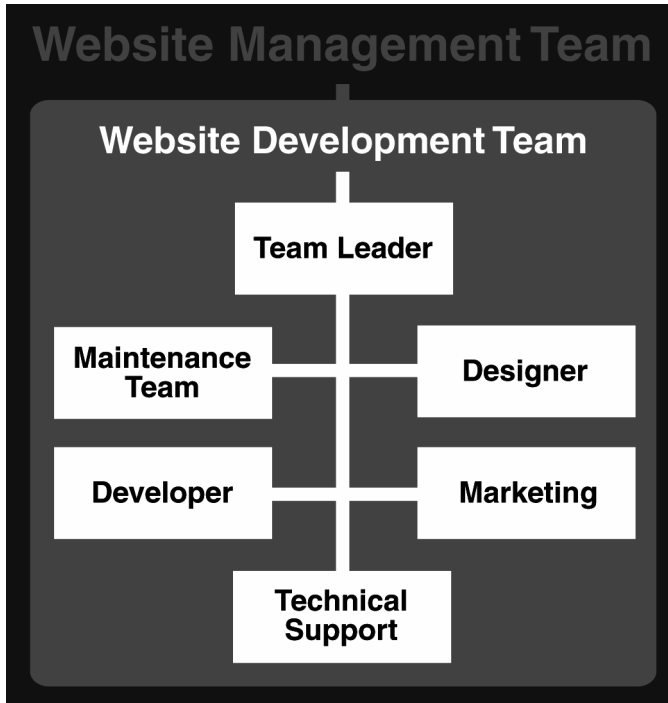 Website Management Team
Website Development Team
Team Leader
Maintenance
Team
Designer
Developer
Marketing
Technical
Support